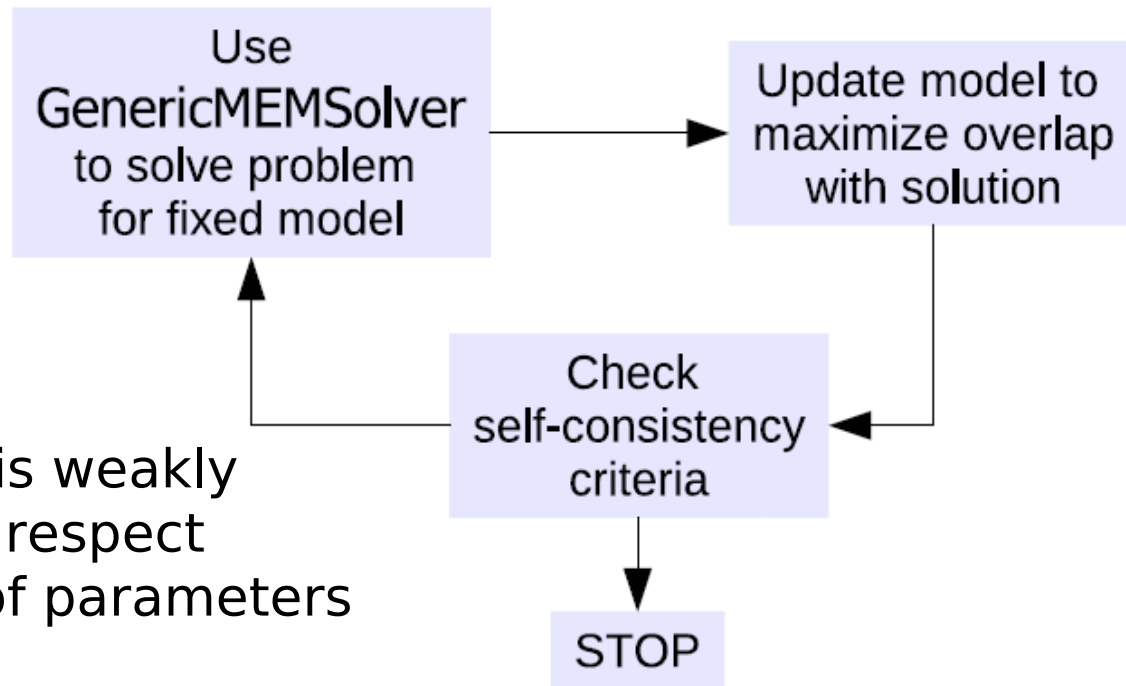 Use
GenericMEMSolver
to solve problem
for fixed model
Update model to
maximize overlap
with solution
Check
self-consistency
criteria
is weakly
respect
of parameters
STOP